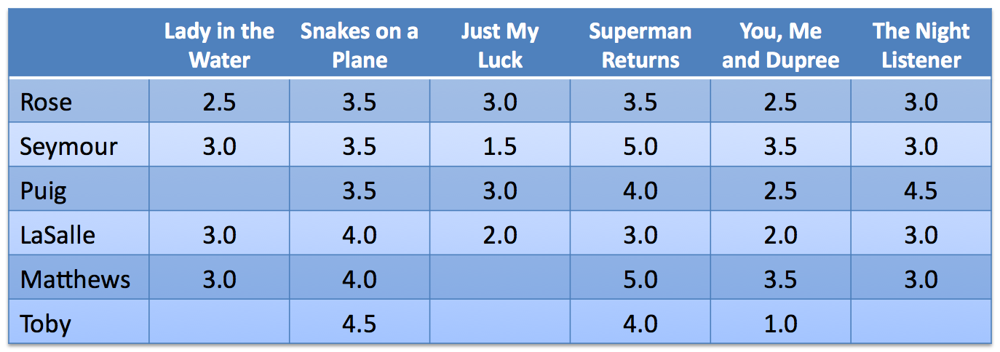 Lady in the Water Snakes on a Plane Just My Luck Superman Returns You, Me and Dupree The Night Listener
Rose 2.5 3.5 3.0 3.5 2.5 3.0
Seymour 3.0 3.5 1.5 5.0 3.5 3.0
Puig 3.5 3.0 4.0 2.5 4.5
LaSalle 3.0 4.0 2.0 3.0 2.0 3.0
Matthews 3.0 4.0 5.0 3.5 3.0
Toby 4.5 4.0 1.0